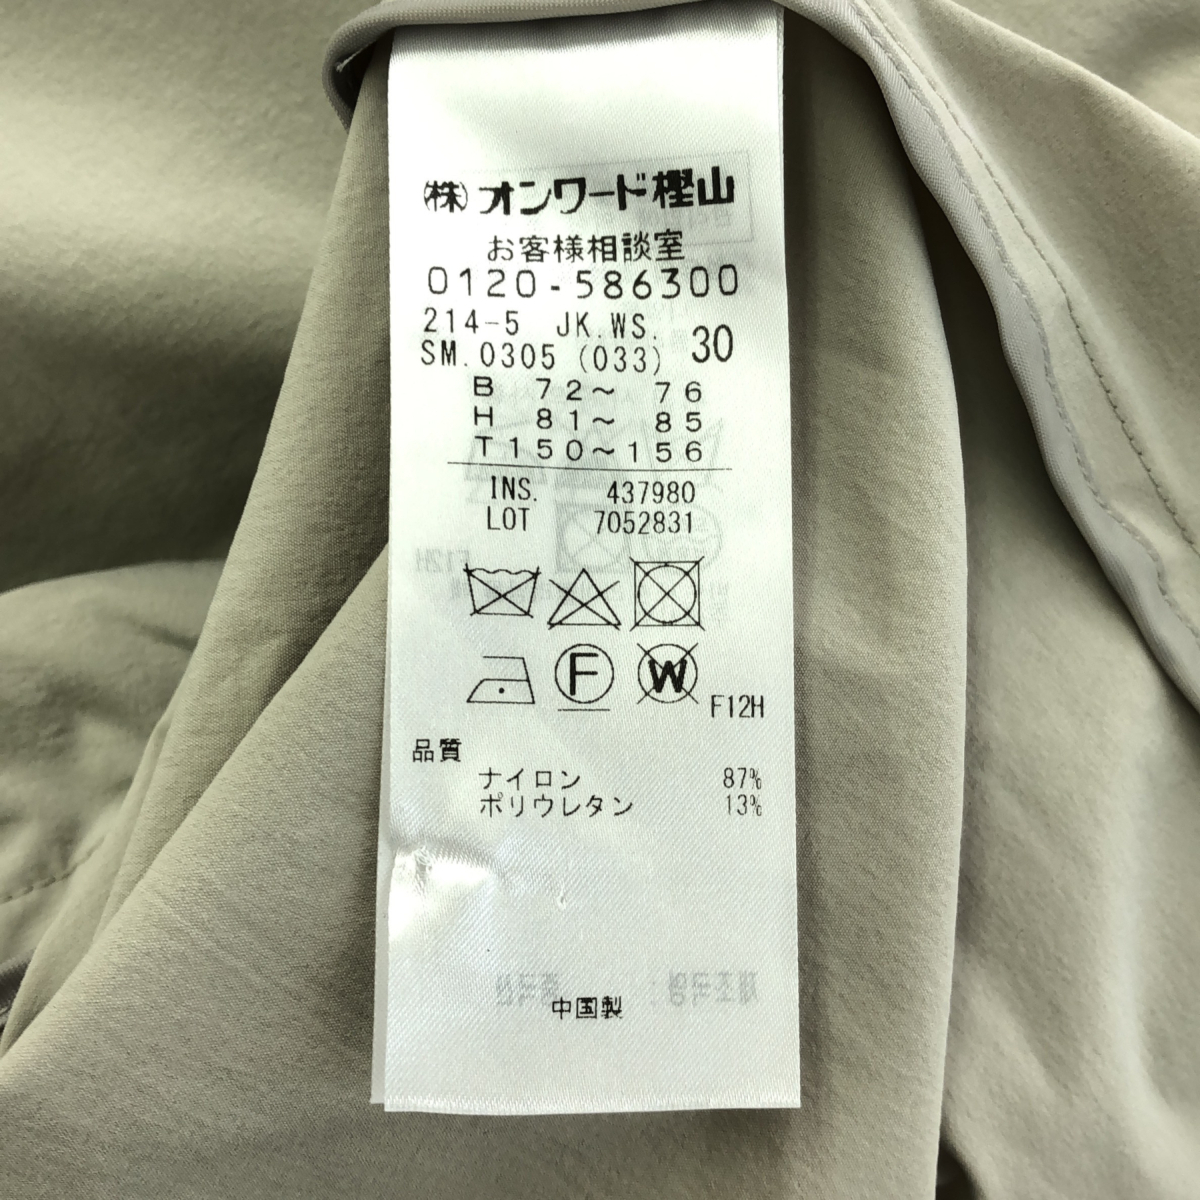 ㈱オンワード樫山
お客様相談室
0120-586300
214-5 JK.WS.
SM.0305 (033) 30
B 72〜 76
H 81〜 85
T150〜156
INS. 437980
LOT 7052831
F
W
F12H
品質
ナイロン 87%
ポリウレタン 13%
中国製